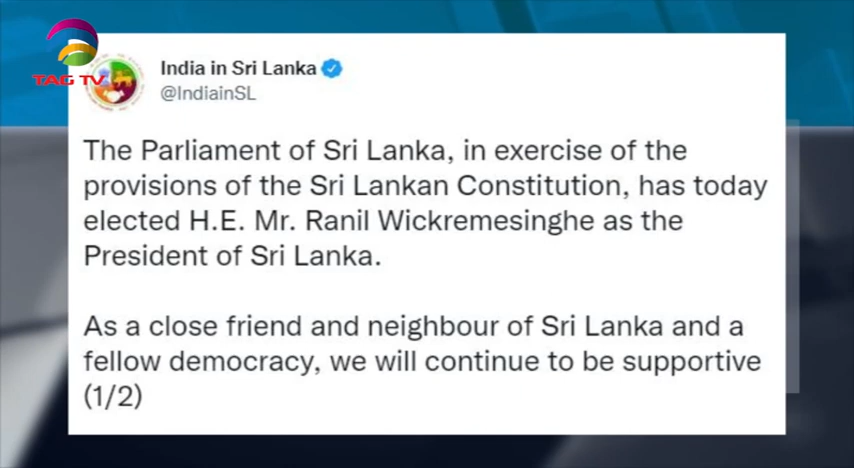 TAG TV
India in Sri Lanka
@IndiainSL
The Parliament of Sri Lanka, in exercise of the
provisions of the Sri Lankan Constitution, has today
elected H.E. Mr. Ranil Wickremesinghe as the
President of Sri Lanka.
As a close friend and neighbour of Sri Lanka and a
fellow democracy, we will continue to be supportive
(1/2)